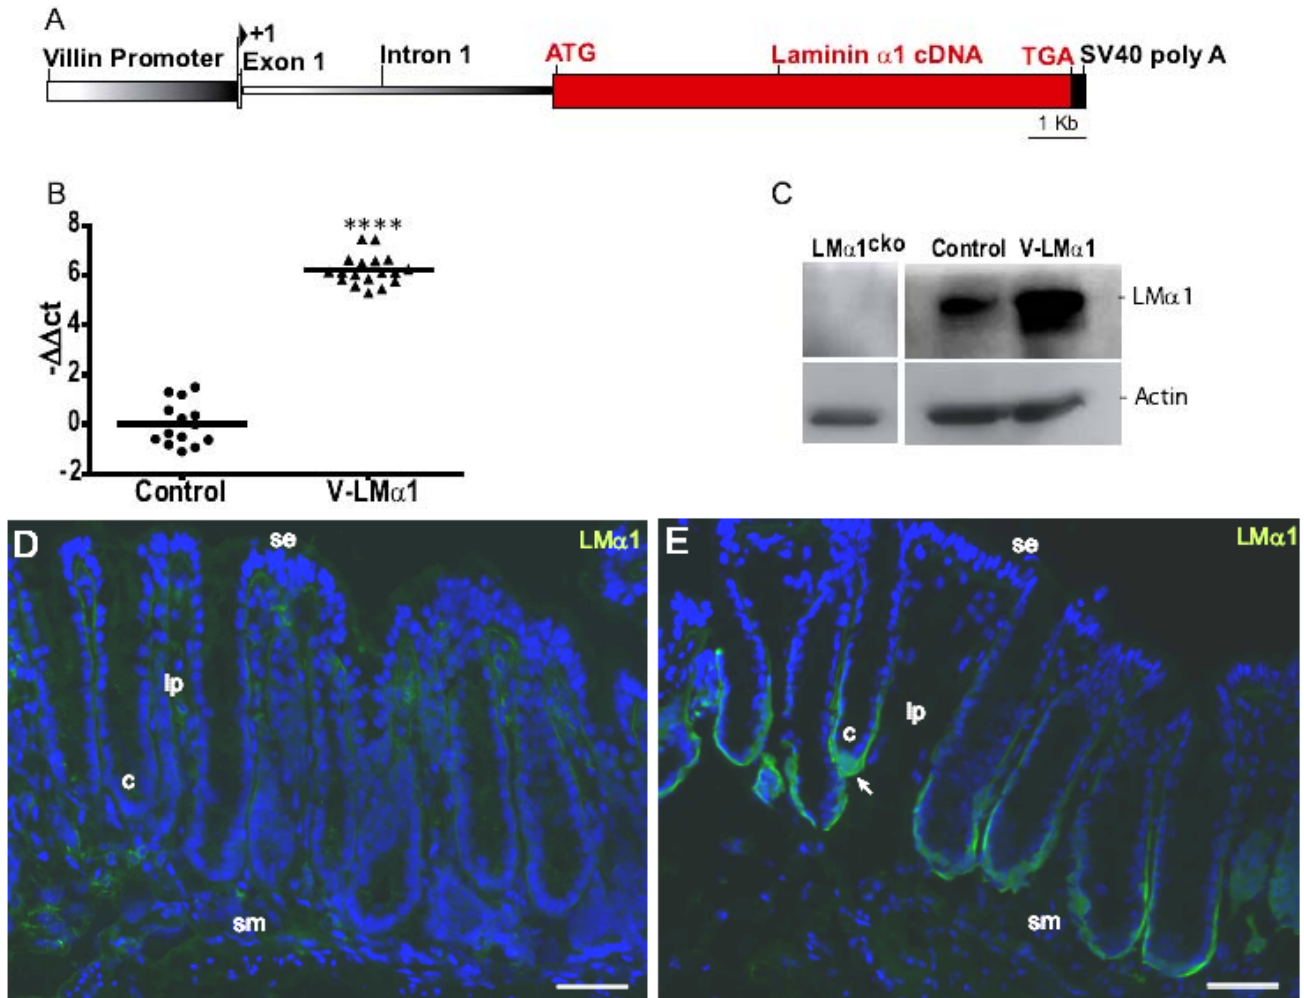 A
Villin Promoter +1 Exon 1 Intron 1 ATG Laminin α1 cDNA TGA SV40 poly A
1 Kb
B
-ΔΔct
8
6
4
2
0
-2
****
Control V-LMα1
C
LMα1cko Control V-LMα1
LMα1
Actin
D se LMα1
lp
c
sm
E se LMα1
c
lp
sm